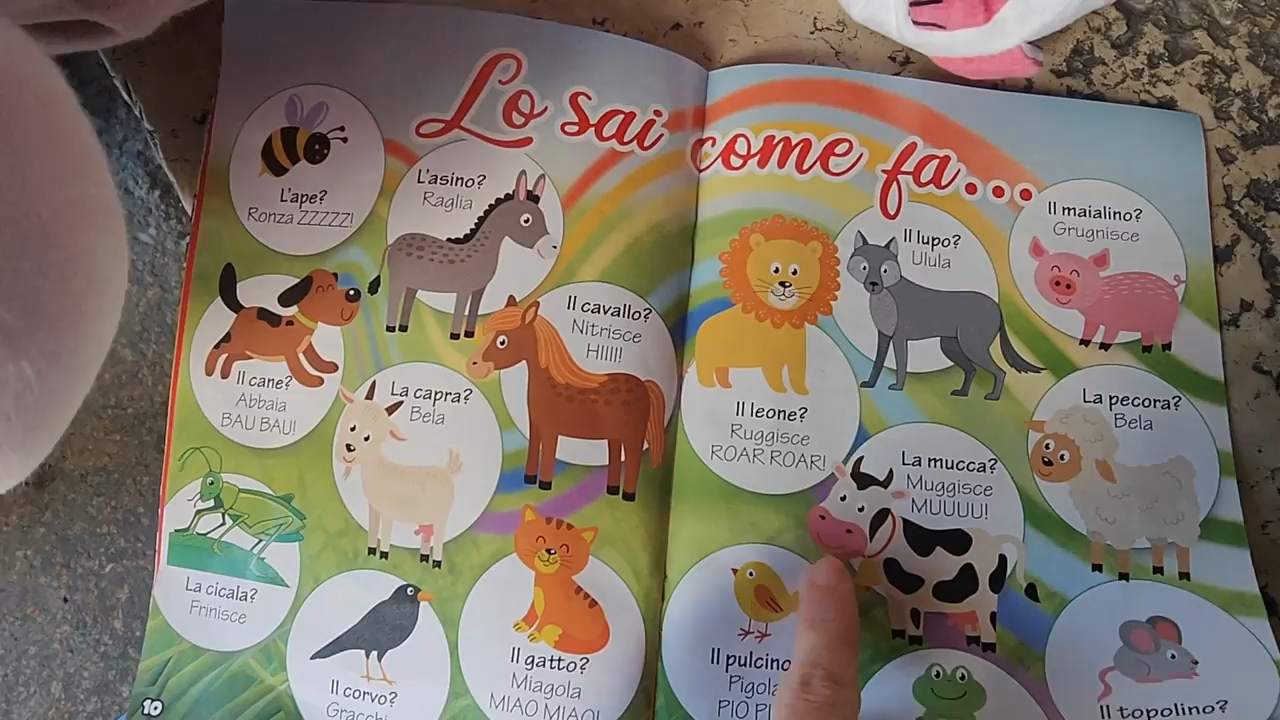 Lo sai come fa...
L'ape?
Ronza ZZZZZ!
L'asino?
Raglia
Il cavallo?
Nitrisce
HIIII!
Il cane?
Abbaia
BAU BAU!
La capra?
Bela
La cicala?
Frinisce
Il corvo?
Il gatto?
Miagola
MIAO MIAO!
10
Il leone?
Ruggisce
ROAR ROAR!
Il lupo?
Ulula
Il maialino?
Grugnisce
La pecora?
Bela
La mucca?
Muggisce
MUUUU!
Il pulcino
PIO
Il topolino?